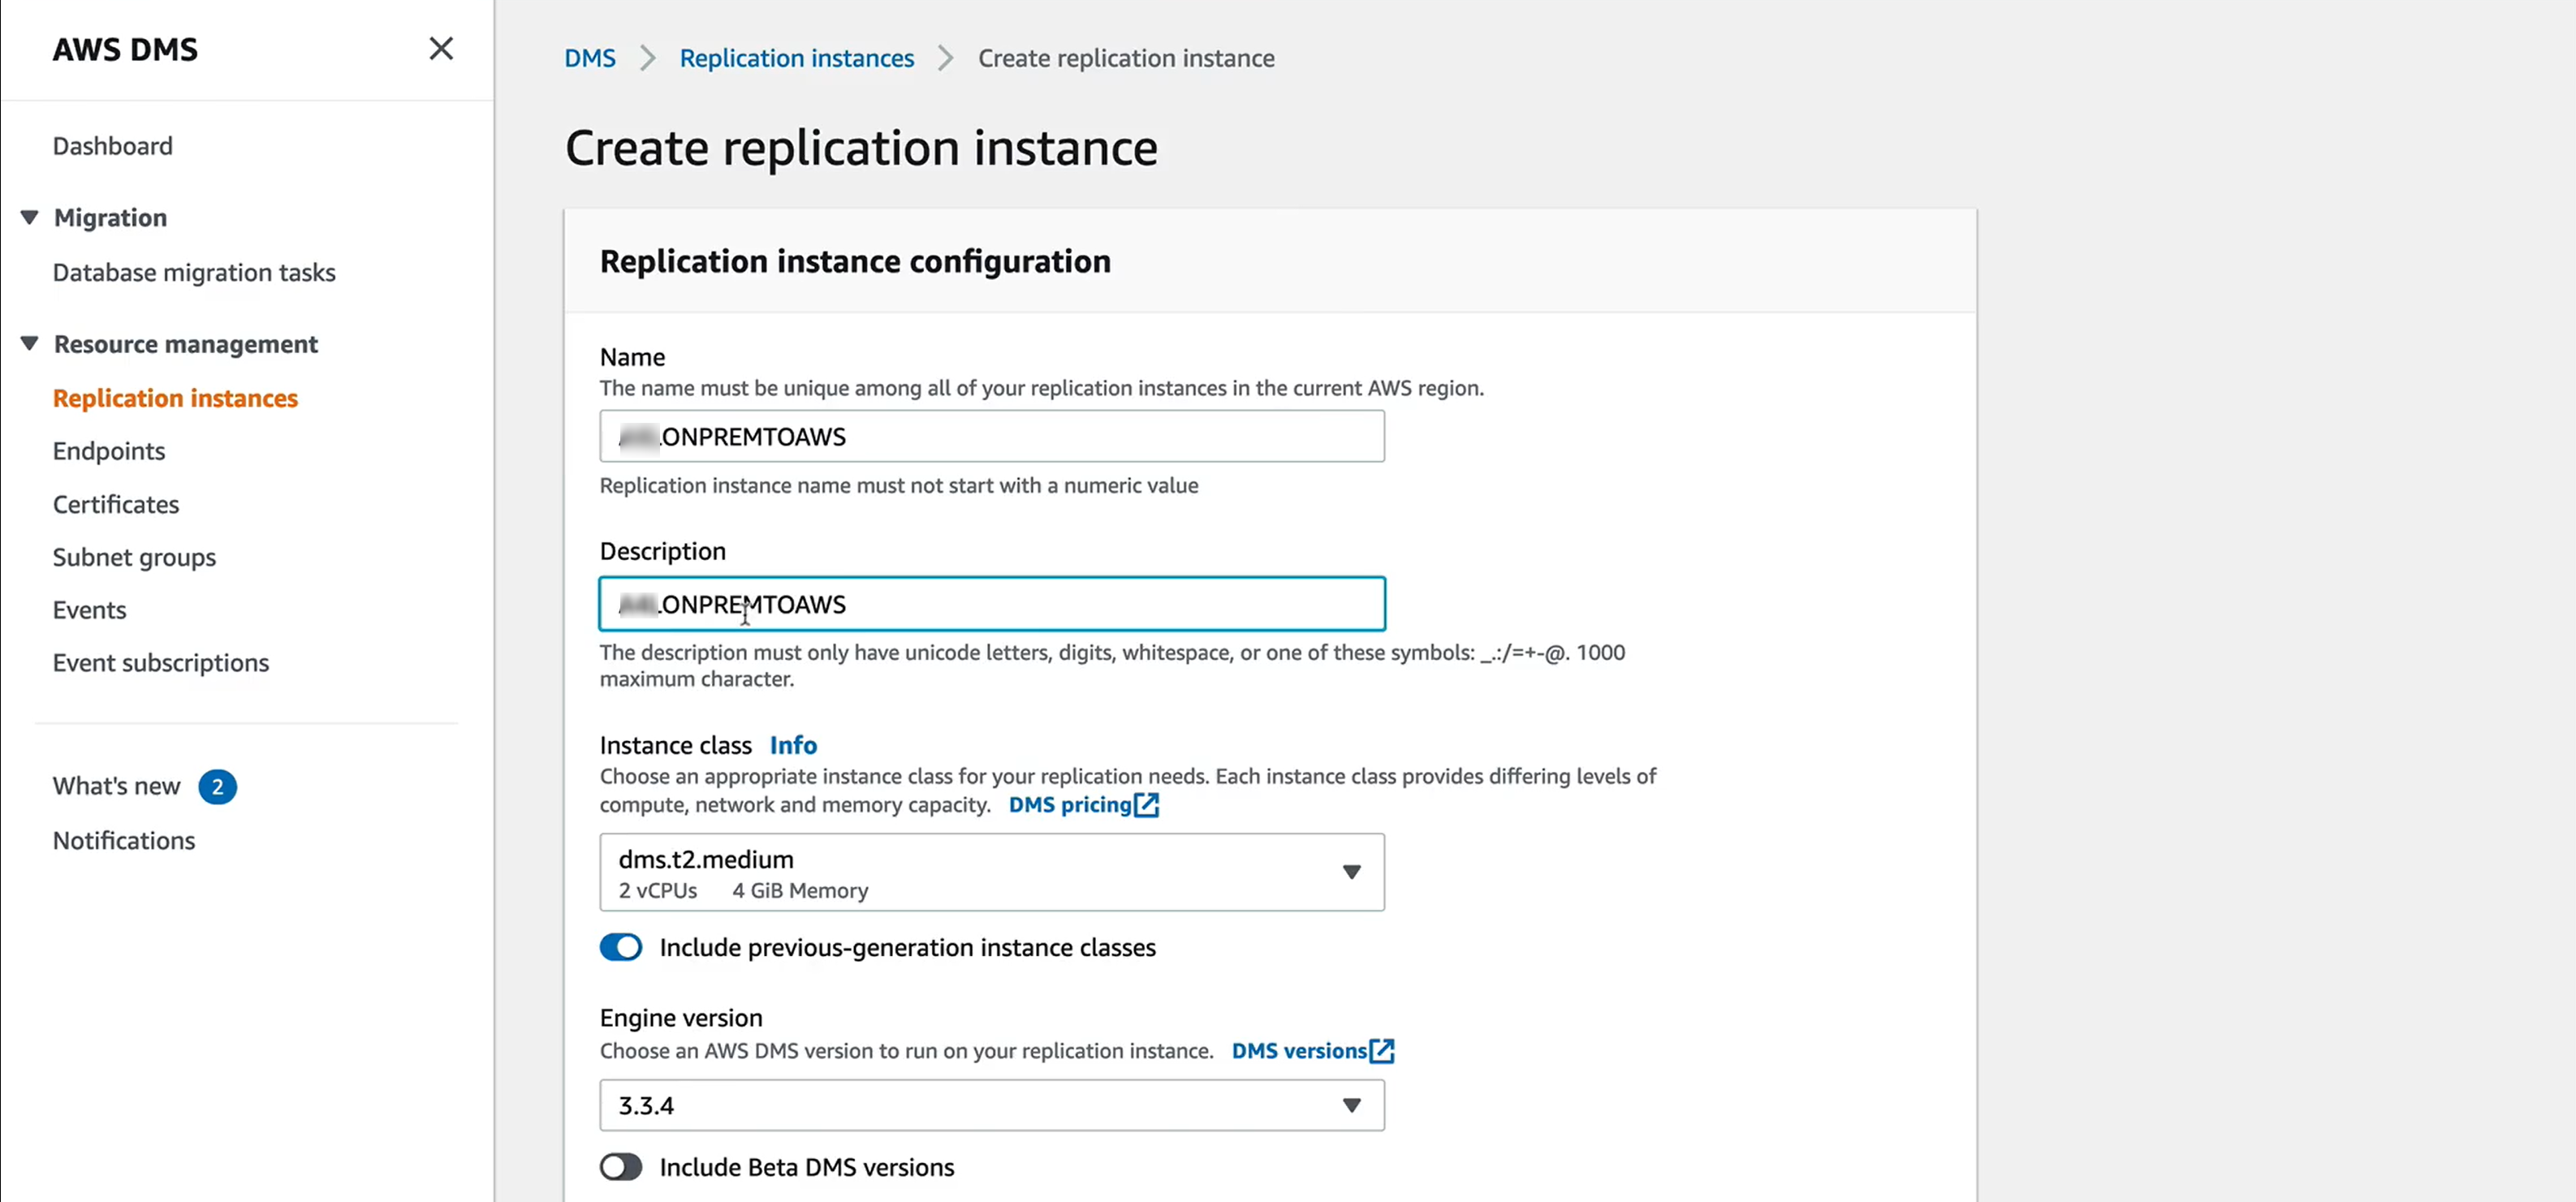 AWS DMS
Dashboard
Migration
Database migration tasks
Resource management
Replication instances
Endpoints
Certificates
Subnet groups
Events
Event subscriptions
What's new 2
Notifications
DMS > Replication instances > Create replication instance
Create replication instance
Replication instance configuration
Name
The name must be unique among all of your replication instances in the current AWS region.
ONPREMTOAWS
Replication instance name must not start with a numeric value
Description
ONPREMTOAWS
The description must only have unicode letters, digits, whitespace, or one of these symbols: _.:/=+-@. 1000
maximum character.
Instance class Info
Choose an appropriate instance class for your replication needs. Each instance class provides differing levels of
compute, network and memory capacity. DMS pricing
dms.t2.medium
2 vCPUs 4 GiB Memory
Include previous-generation instance classes
Engine version
Choose an AWS DMS version to run on your replication instance. DMS versions
3.3.4
Include Beta DMS versions